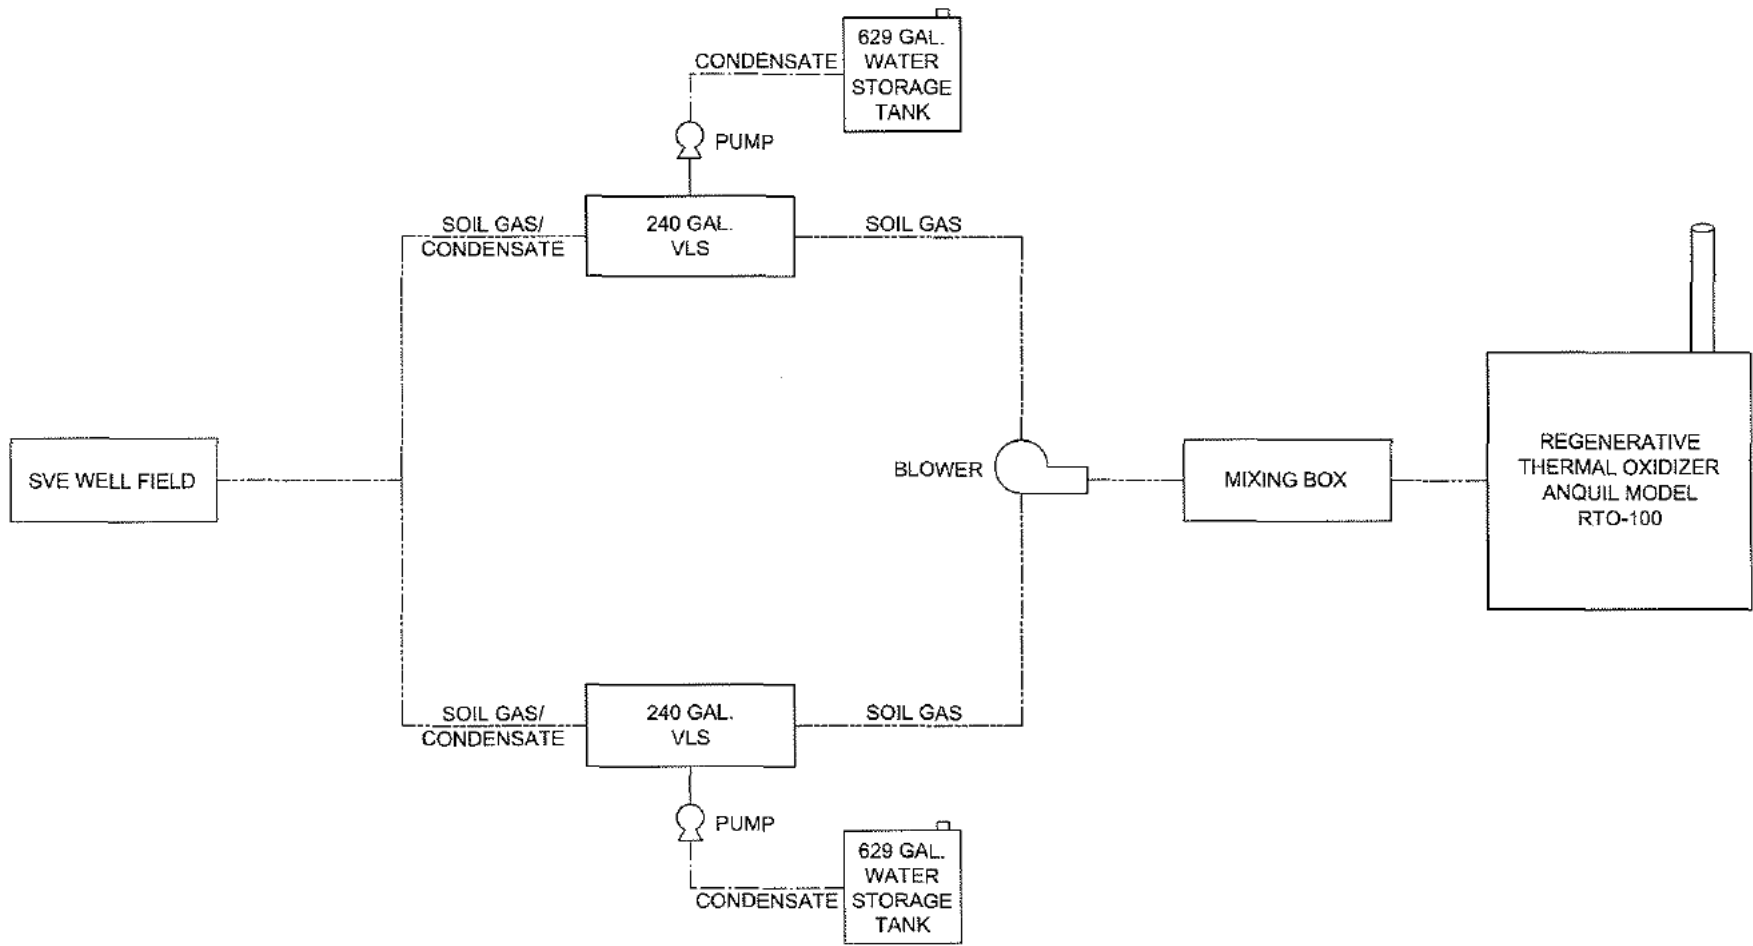 629 GAL.
WATER
STORAGE
TANK
CONDENSATE
PUMP
SOIL GAS/
CONDENSATE
240 GAL.
VLS
SOIL GAS
SVE WELL FIELD
BLOWER
MIXING BOX
REGENERATIVE
THERMAL OXIDIZER
ANQUIL MODEL
RTO-100
SOIL GAS/
CONDENSATE
240 GAL.
VLS
SOIL GAS
PUMP
CONDENSATE
629 GAL.
WATER
STORAGE
TANK